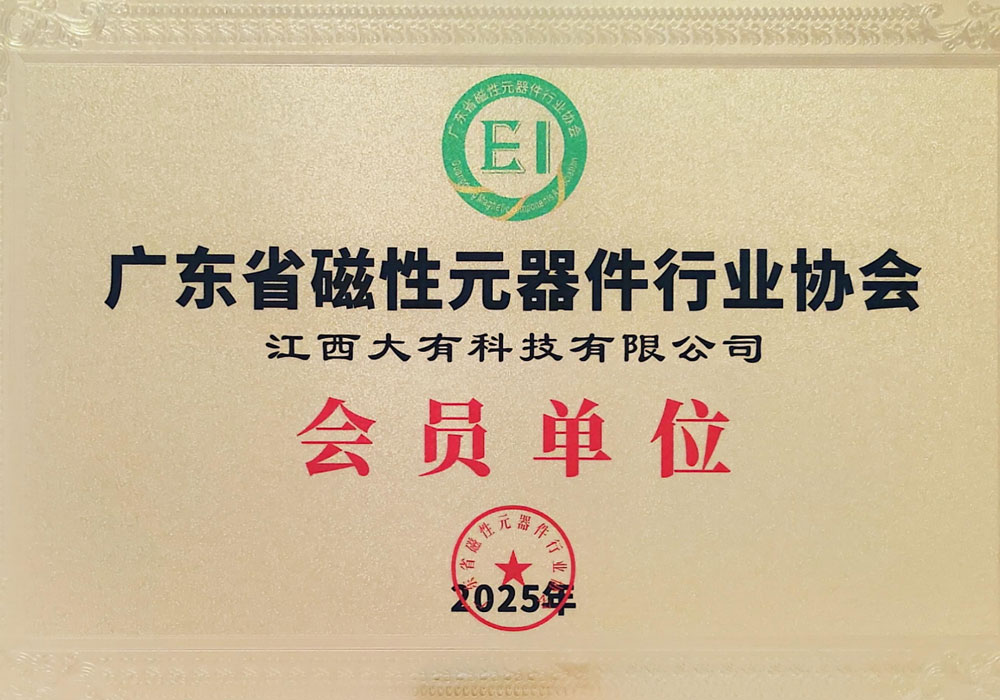 广东省磁性元器件行业协会
EI
广东省磁性元器件行业协会
江西大有科技有限公司
会员单位
广东省磁性元器件行业协会
2025年